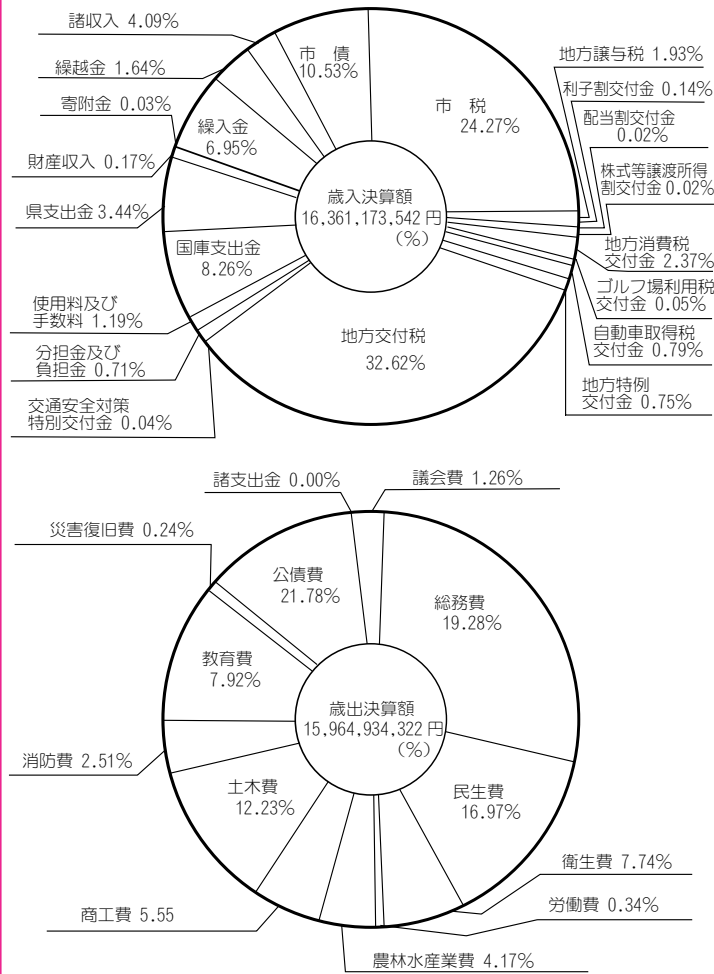 諸収入 4.09%
繰越金 1.64%
寄附金 0.03%
財産収入 0.17%
県支出金 3.44%
使用料及び
手数料 1.19%
分担金及び
負担金 0.71%
交通安全対策
特別交付金 0.04%
市 債
10.53%
繰入金
6.95%
国庫支出金
8.26%
市 税
24.27%
歳入決算額
16,361,173,542 円
(%)
地方交付税
32.62%
地方譲与税 1.93%
利子割交付金 0.14%
配当割交付金
0.02%
株式等譲渡所得
割交付金 0.02%
地方消費税
交付金 2.37%
ゴルフ場利用税
交付金 0.05%
自動車取得税
交付金 0.79%
地方特例
交付金 0.75%
諸支出金 0.00%
議会費 1.26%
災害復旧費 0.24%
公債費
21.78%
総務費
19.28%
教育費
7.92%
歳出決算額
15,964,934,322 円
(%)
消防費 2.51%
土木費
12.23%
民生費
16.97%
衛生費 7.74%
労働費 0.34%
商工費 5.55
農林水産業費 4.17%